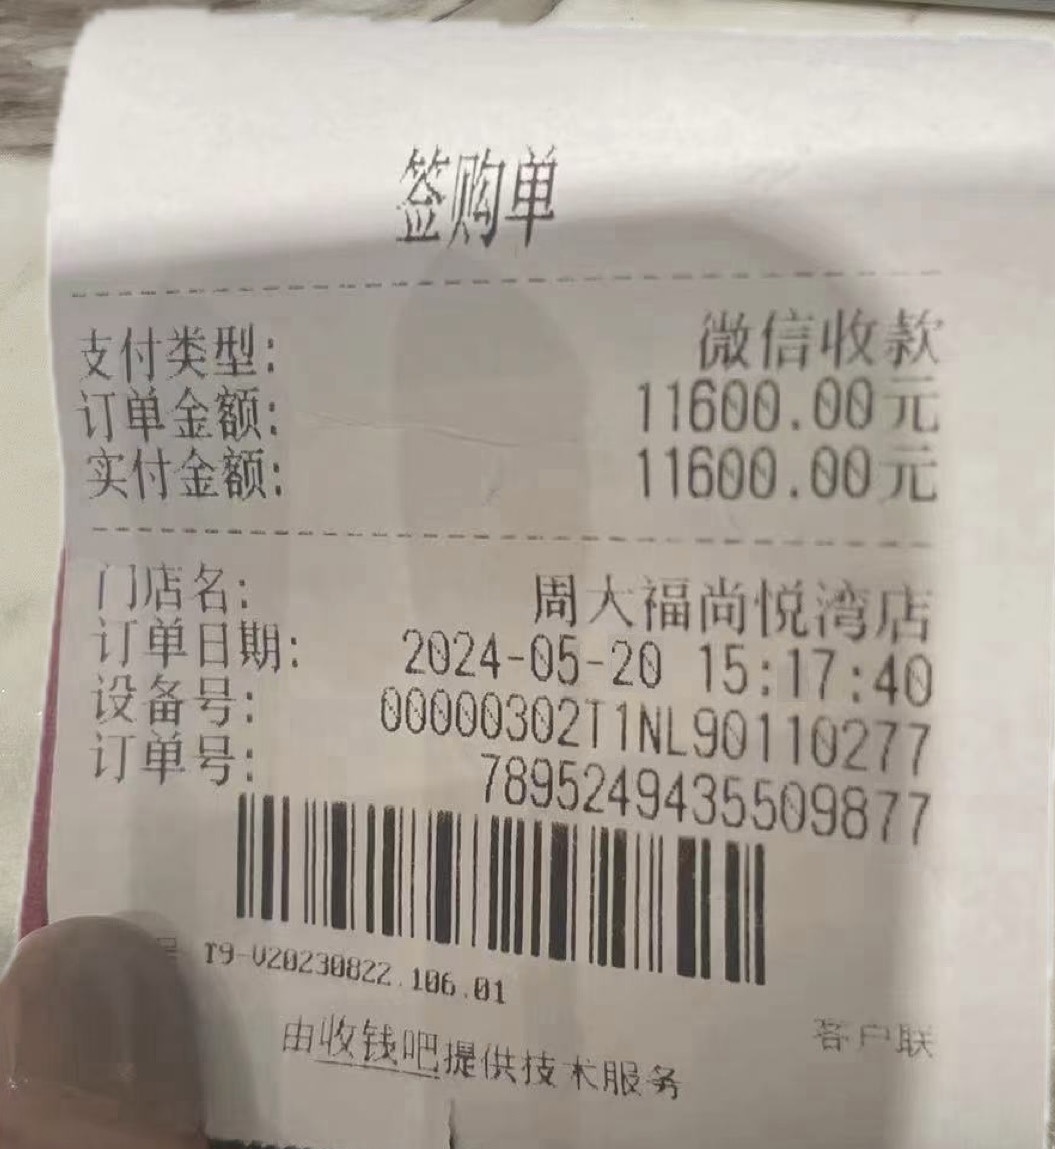 签购单
支付类型: 微信收款
订单金额: 11600.00元
实付金额: 11600.00元
门店名: 周大福尚悦湾店
订单日期: 2024-05-20 15:17:40
设备号: 00000302T1NL90110277
订单号: 7895249435509877
号 T9-V20230822.106.01
客户联
由收钱吧提供技术服务